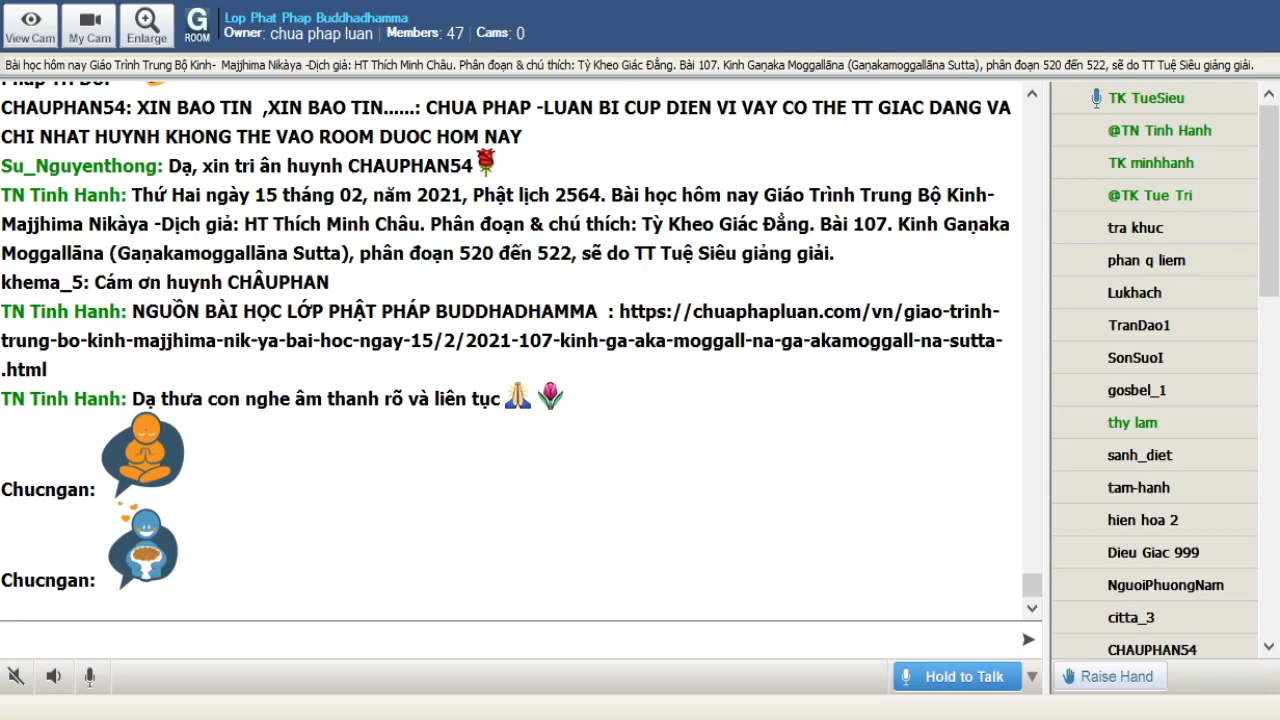 View Cam
My Cam
Enlarge
G
ROOM
Lop Phat Phap Buddhadhamma
Owner: chua phap luan | Members: 47 | Cams: 0
Bài học hôm nay Giáo Trình Trung Bộ Kinh- Majjhima Nikàya -Dịch giả: HT Thích Minh Châu. Phân đoạn & chú thích: Tỳ Kheo Giác Đẳng. Bài 107. Kinh Gaṇaka Moggallāna (Gaṇakamoggallāna Sutta), phân đoạn 520 đến 522, sẽ do TT Tuệ Siêu giảng giải.
CHAUPHAN54: XIN BAO TIN ,XIN BAO TIN......: CHUA PHAP -LUAN BI CUP DIEN VI VAY CO THE TT GIAC DANG VA
CHI NHAT HUYNH KHONG THE VAO ROOM DUOC HOM NAY
Su_Nguyenthong: Dạ, xin tri ân huynh CHAUPHAN54
TN Tinh Hanh: Thứ Hai ngày 15 tháng 02, năm 2021, Phật lịch 2564. Bài học hôm nay Giáo Trình Trung Bộ Kinh-
Majjhima Nikàya -Dịch giả: HT Thích Minh Châu. Phân đoạn & chú thích: Tỳ Kheo Giác Đẳng. Bài 107. Kinh Gaṇaka
Moggallāna (Gaṇakamoggallāna Sutta), phân đoạn 520 đến 522, sẽ do TT Tuệ Siêu giảng giải.
khema_5: Cám ơn huynh CHÂUPHAN
TN Tinh Hanh: NGUỒN BÀI HỌC LỚP PHẬT PHÁP BUDDHADHAMMA : https://chuaphapluan.com/vn/giao-trinh-
trung-bo-kinh-majjhima-nik-ya-bai-hoc-ngay-15/2/2021-107-kinh-ga-aka-moggall-na-ga-akamoggall-na-sutta-
.html
TN Tinh Hanh: Dạ thưa con nghe âm thanh rõ và liên tục
Chucngan:
Chucngan:
Hold to Talk
TK TueSieu
@TN Tinh Hanh
TK minhhanh
@TK Tue Tri
tra khuc
phan q liem
Lukhach
TranDao1
SonSuoI
gosbel_1
thy lam
sanh_diet
tam-hanh
hien hoa 2
Dieu Giac 999
NguoiPhuongNam
citta_3
CHAUPHAN54
Raise Hand